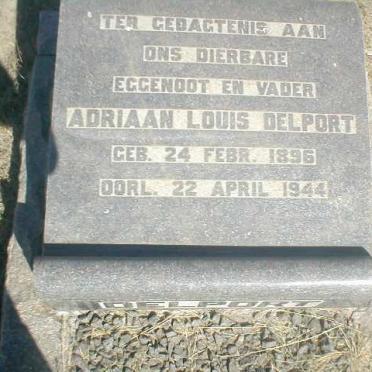 TER GEDAGTENIS AAN
ONS DIERBARE
EGGENOOT EN VADER
ADRIAAN LOUIS DELPORT
GEB. 24 FEBR. 1896
OORL. 22 APRIL 1944
DELPORT